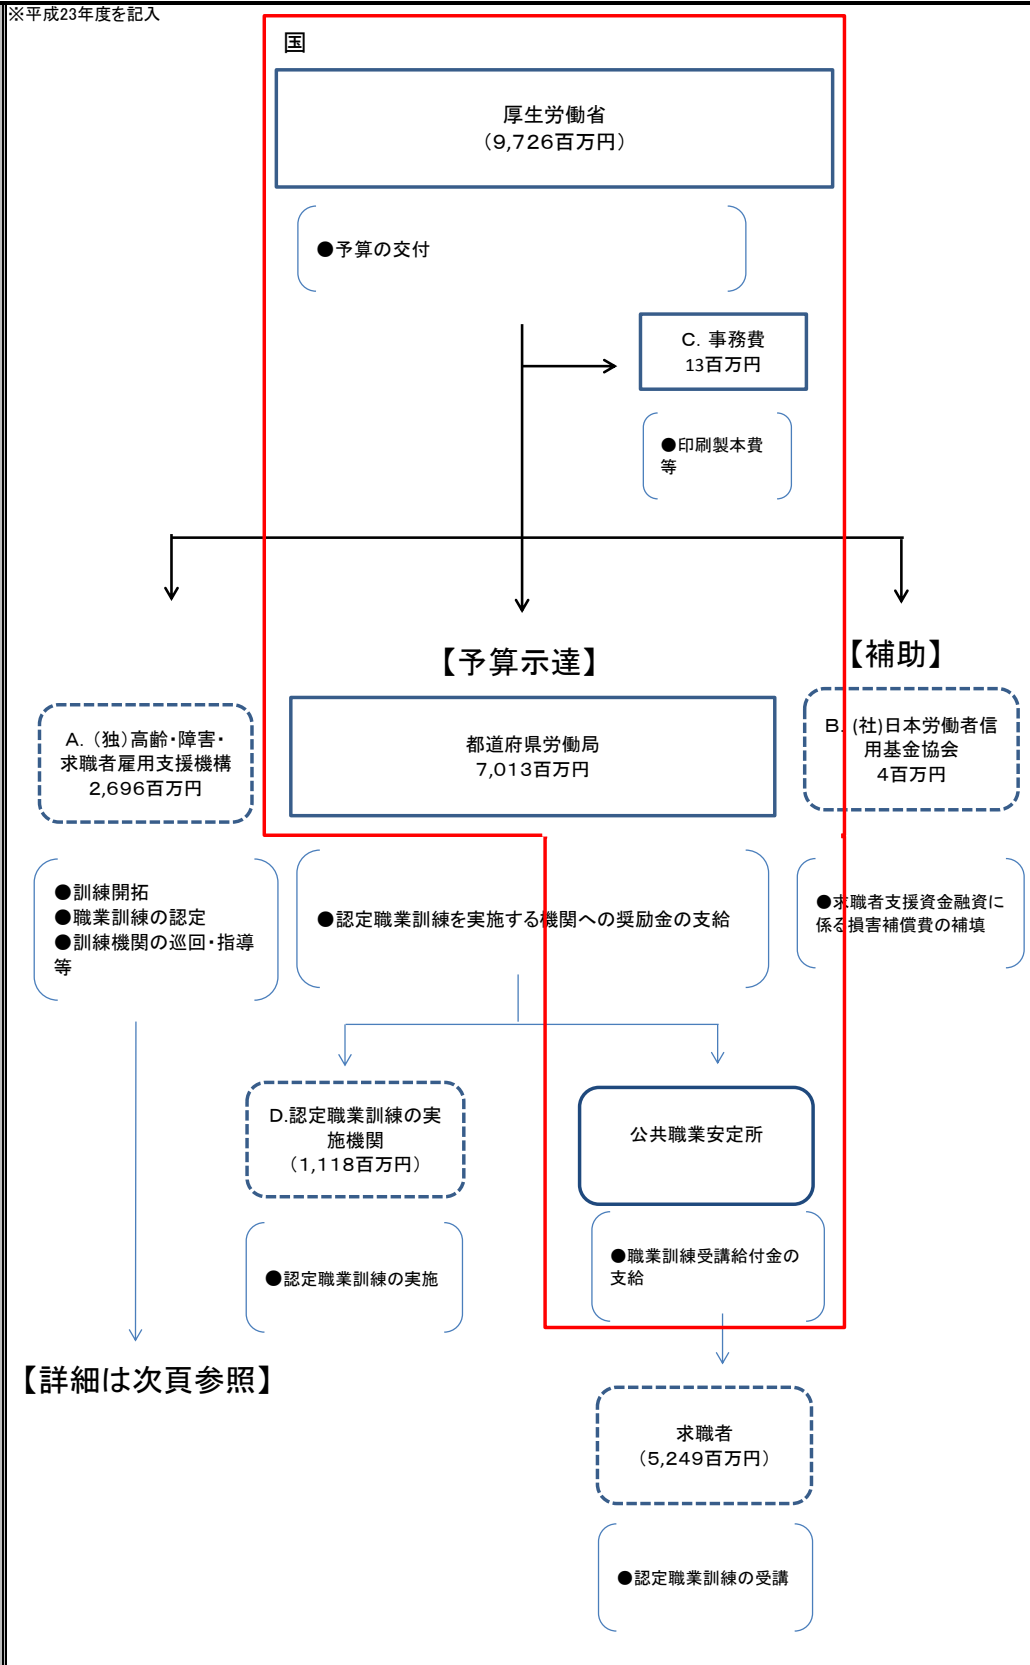 ※平成23年度を記入
国
厚生労働省
（9,726百万円）
●予算の交付
C．事務費
13百万円
●印刷製本費
等
【予算示達】
【補助】
A．（独）高齢・障害・
求職者雇用支援機構
2,696百万円
都道府県労働局
7,013百万円
B．(社)日本労働者信
用基金協会
4百万円
●訓練開拓
●職業訓練の認定
●訓練機関の巡回・指導
等
●認定職業訓練を実施する機関への奨励金の支給
●求職者支援資金融資に
係る損害補償費の補填
D.認定職業訓練の実
施機関
（1,118百万円）
公共職業安定所
●認定職業訓練の実施
●職業訓練受講給付金の
支給
【詳細は次頁参照】
求職者
（5,249百万円）
●認定職業訓練の受講